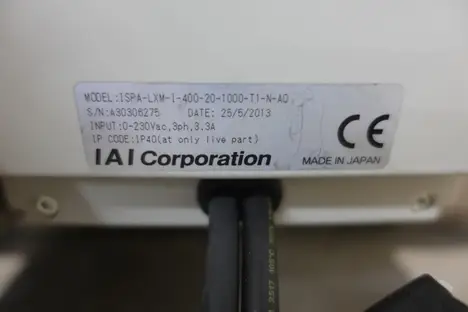 MODEL:ISPA-LXM-I-400-20-1000-T1-N-AQ
S/N:A30306275 DATE: 25/6/2013
INPUT:0-230Vac,3ph,3.3A
IP CODE:IP40(at only live part)
IAI Corporation
CE
MADE IN JAPAN